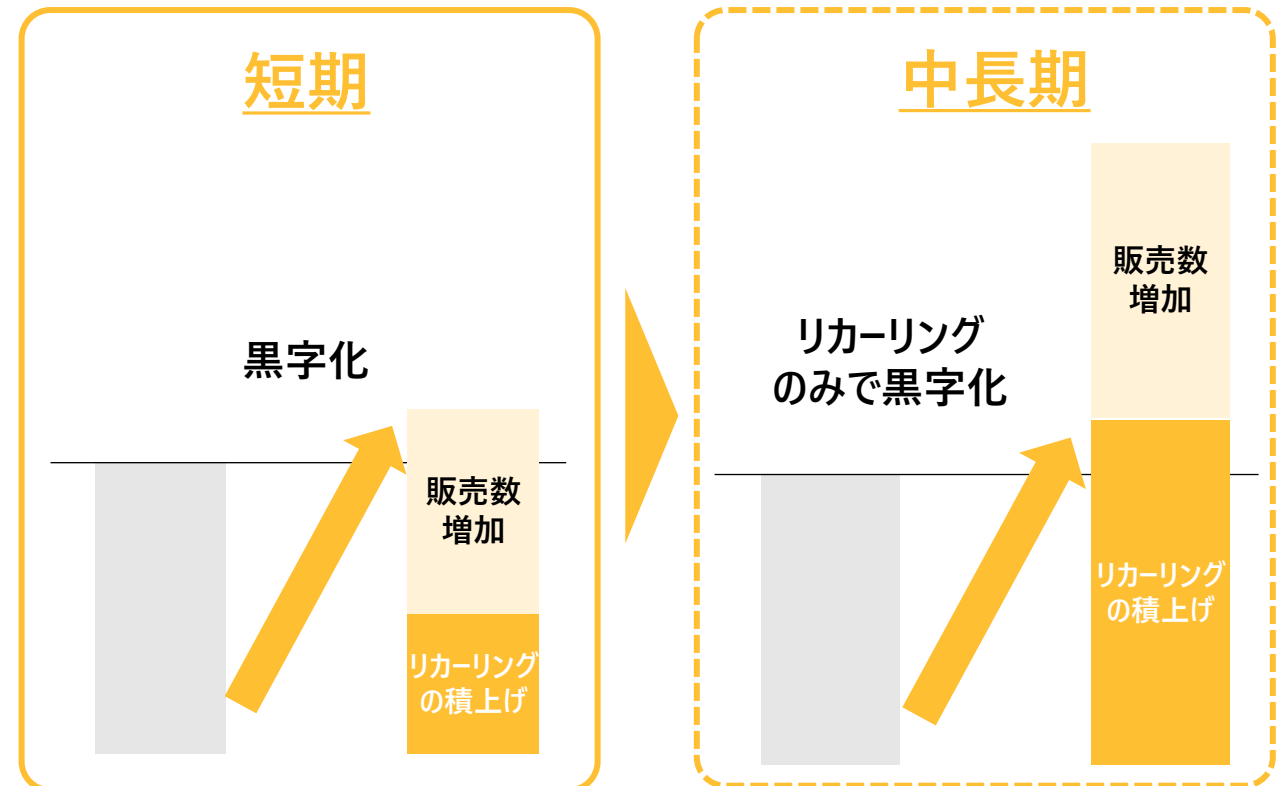 短期
黒字化
販売数
増加
リカーリング
の積上げ
中長期
リカーリング
のみで黒字化
販売数
増加
リカーリング
の積上げ